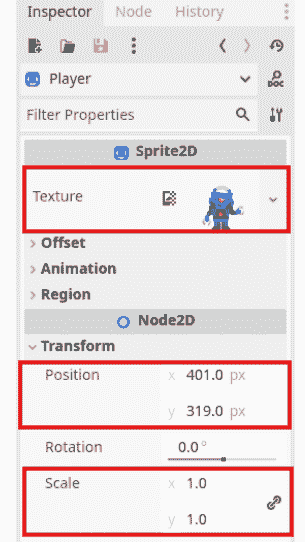 Inspector Node History
Player DOC
Filter Properties
Sprite2D
Texture
Offset
Animation
Region
Node2D
Transform
Position x 401.0 px
y 319.0 px
Rotation 0.0 °
Scale x 1.0
y 1.0